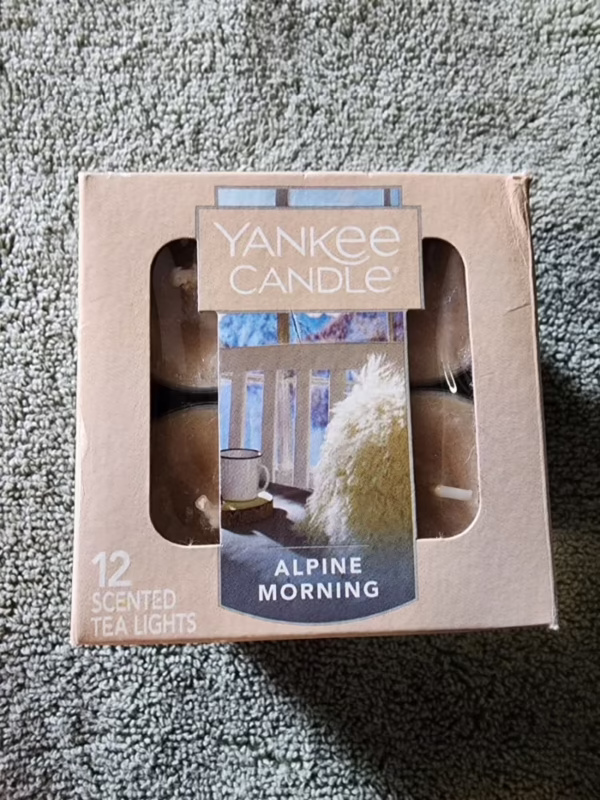 YANKEE
CANDLE
ALPINE
MORNING
12
SCENTED
TEA LIGHTS